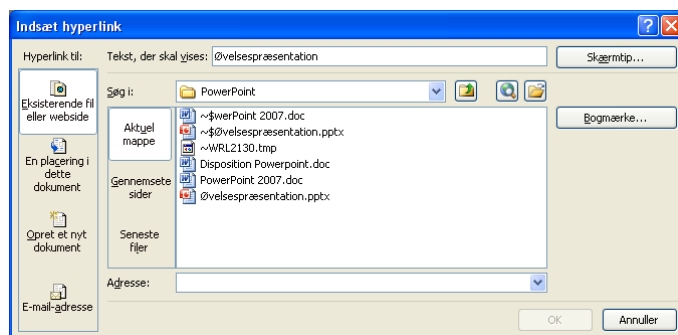 Indsæt hyperlink
Hyperlink til:
Tekst, der skal vises: Øvelsespræsentation
Skærmtip...
Eksisterende fil
eller webside
Søg i: PowerPoint
Bogmærke...
Aktuel
mappe
Gennemsete
sider
Seneste
filer
~$werPoint 2007.doc
~$Øvelsespræsentation.pptx
~WRL2130.tmp
Disposition Powerpoint.doc
PowerPoint 2007.doc
Øvelsespræsentation.pptx
En placering i
dette
dokument
Opret et nyt
dokument
E-mail-adresse
Adresse:
OK
Annuller